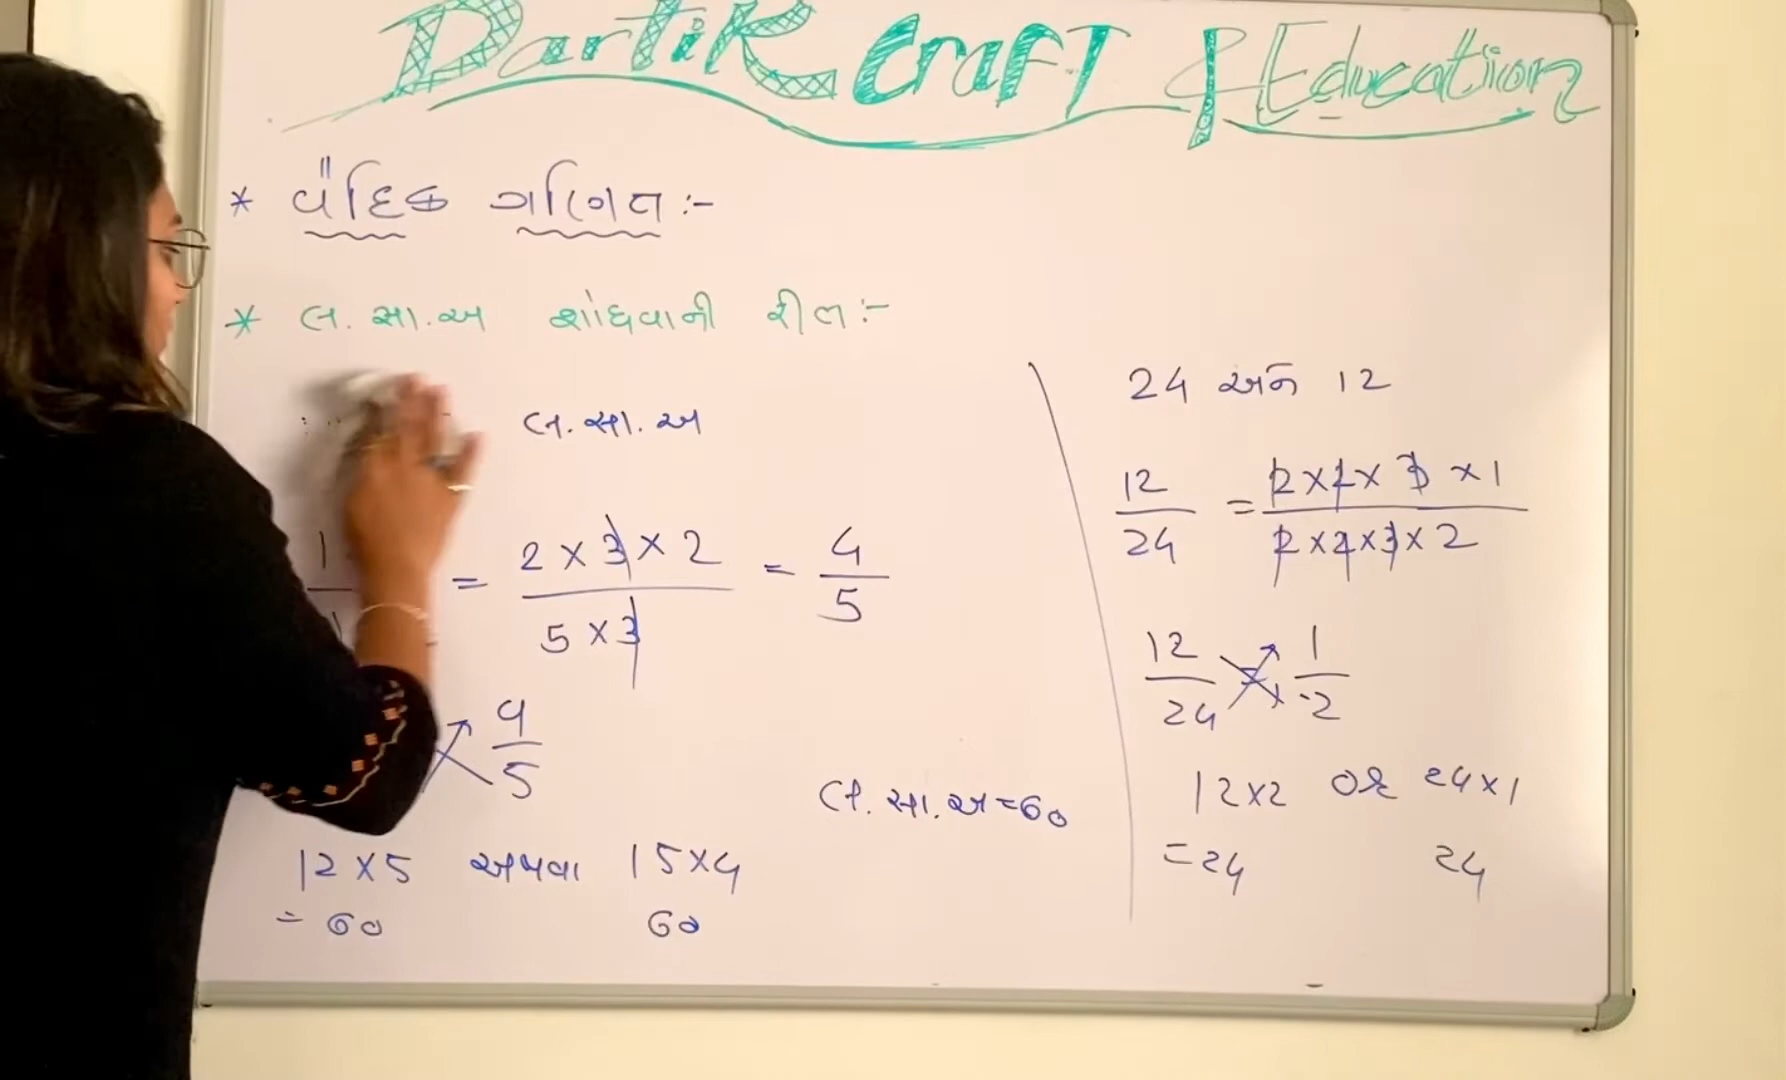 Dartik Craft & Education
* વૈદિક ગણિત :-
* લ. સા. અ શોધવાની રીત :-
લ. સા. અ
= 2 × 3 × 2 / 5 × 3 = 4 / 5
4 / 5
લ. સા. અ = 60
12 × 5 અથવા 15 × 4
= 60 60
24 અને 12
12 / 24 = 2 × 2 × 3 × 1 / 2 × 2 × 3 × 2
12 / 24 1 / 2
12×2 OR 24×1
= 24 24